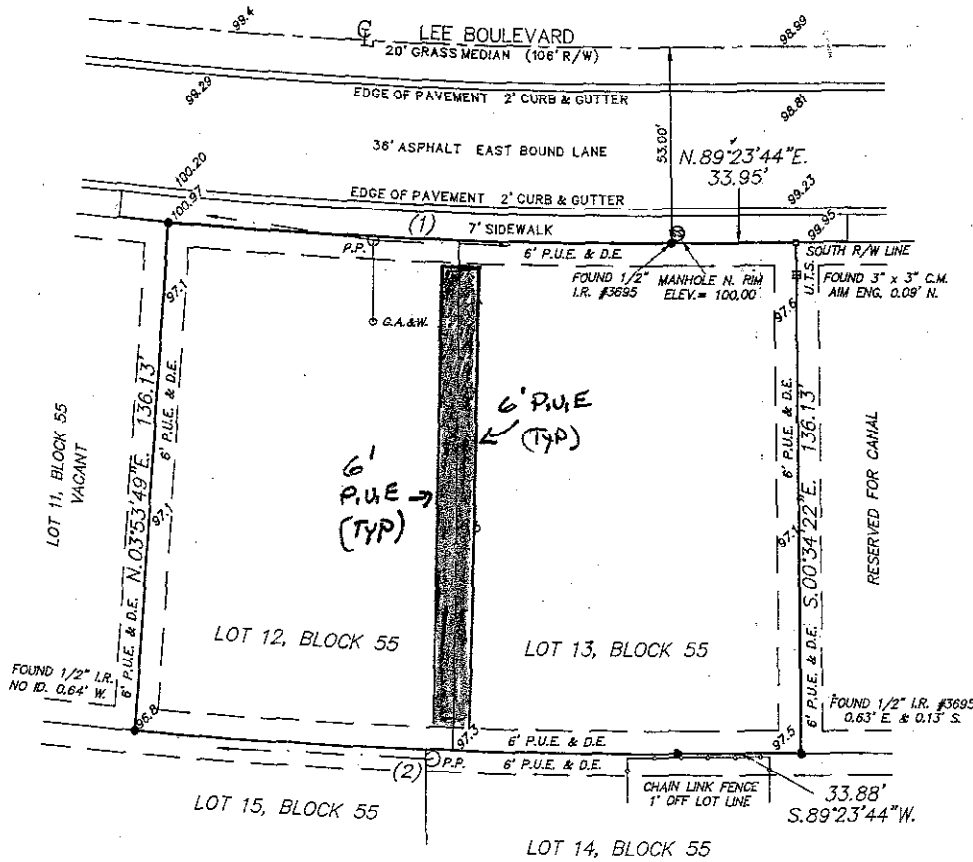 99.4
C L
LEE BOULEVARD
20' GRASS MEDIAN (106' R/W)
98.99
99.29
EDGE OF PAVEMENT 2' CURB & GUTTER
98.81
36' ASPHALT EAST BOUND LANE
53.00'
N.89°23'44"E.
33.95'
100.20
100.97
EDGE OF PAVEMENT 2' CURB & GUTTER
99.23
99.95
(1)
7' SIDEWALK
P.P.
6' P.U.E. & D.E.
SOUTH R/W LINE
FOUND 1/2"
I.R. #3695
MANHOLE N. RIM
ELEV.= 100.00
U.T.S.
FOUND 3" x 3" C.M.
AIM ENG. 0.09' N.
97.1
97.6
G.A.&W.
LOT 11, BLOCK 55
VACANT
6' P.U.E. & D.E. N.03°53'49"E. 136.13'
6' P.U.E. & D.E.
97.1
6' P.U.E
(TYP)
6'
P.U.E
(TYP)
6' P.U.E. & D.E.
97.1
6' P.U.E. & D.E. S.00°34'22"E. 136.13'
RESERVED FOR CANAL
LOT 12, BLOCK 55
LOT 13, BLOCK 55
FOUND 1/2" I.R.
NO ID. 0.64' W.
FOUND 1/2" I.R. #3695
0.63' E. & 0.13' S.
96.8
97.3
97.5
6' P.U.E. & D.E.
(2)
P.P.
6' P.U.E. & D.E.
CHAIN LINK FENCE
1' OFF LOT LINE
33.88'
S.89°23'44"W.
LOT 15, BLOCK 55
LOT 14, BLOCK 55